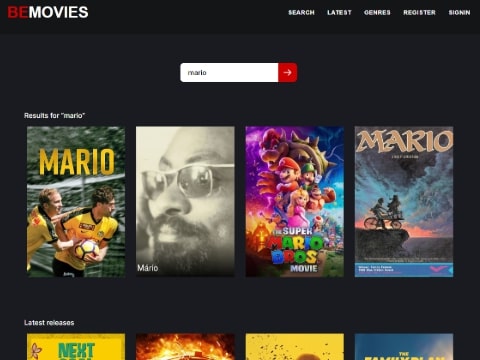 BEMOVIES
SEARCH LATEST GENRES REGISTER SIGNIN
mario
Results for "mario"
MARIO
Mário
THE SUPER
MARIO
BROS
MOVIE
MARIO
Latest releases
NEXT
THE FAMILY PLAN